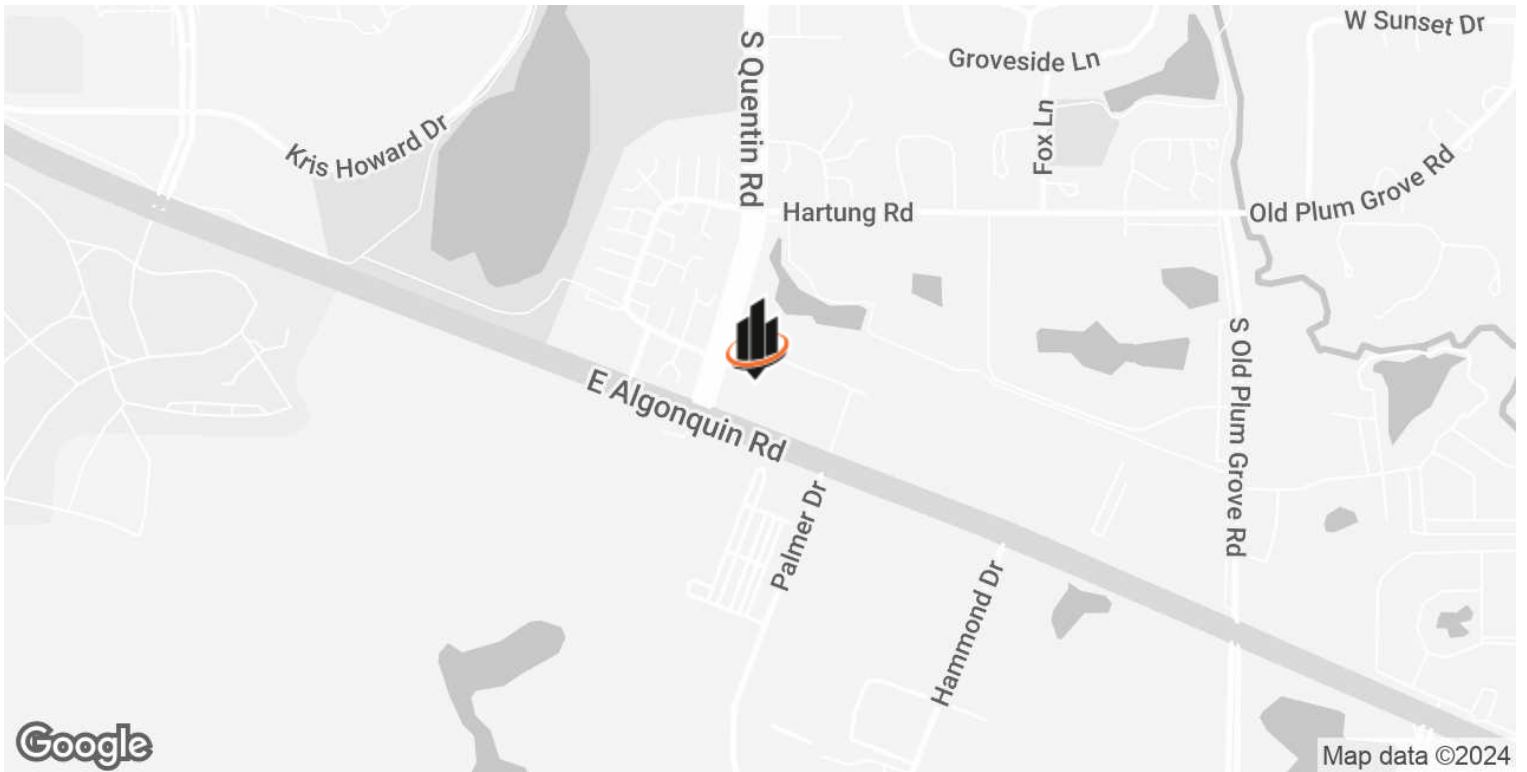 W Sunset Dr
Groveside Ln
S Quentin Rd
Fox Ln
Kris Howard Dr
Old Plum Grove Rd
Hartung Rd
S Old Plum Grove Rd
E Algonquin Rd
Palmer Dr
Hammond Dr
Google
Map data ©2024